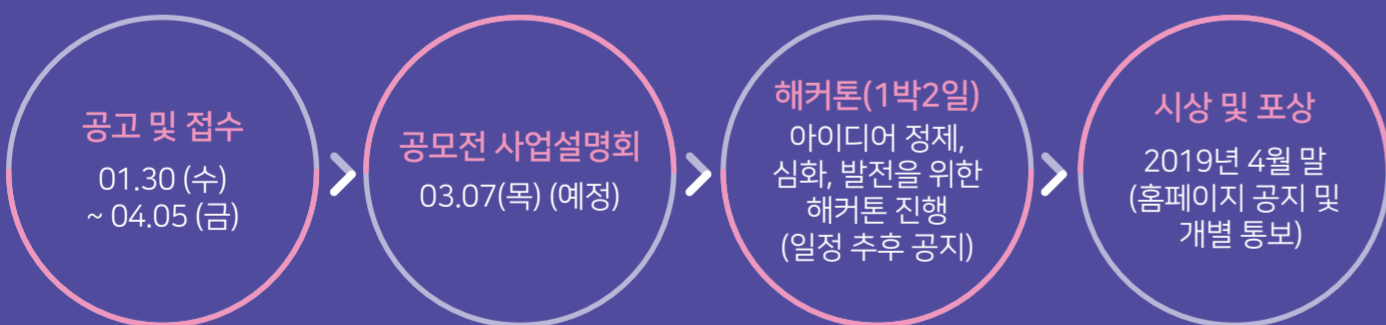 공고 및 접수
01.30 (수)
~ 04.05 (금)
공모전 사업설명회
03.07(목) (예정)
해커톤(1박2일)
아이디어 정제,
심화, 발전을 위한
해커톤 진행
(일정 추후 공지)
시상 및 포상
2019년 4월 말
(홈페이지 공지 및
개별 통보)